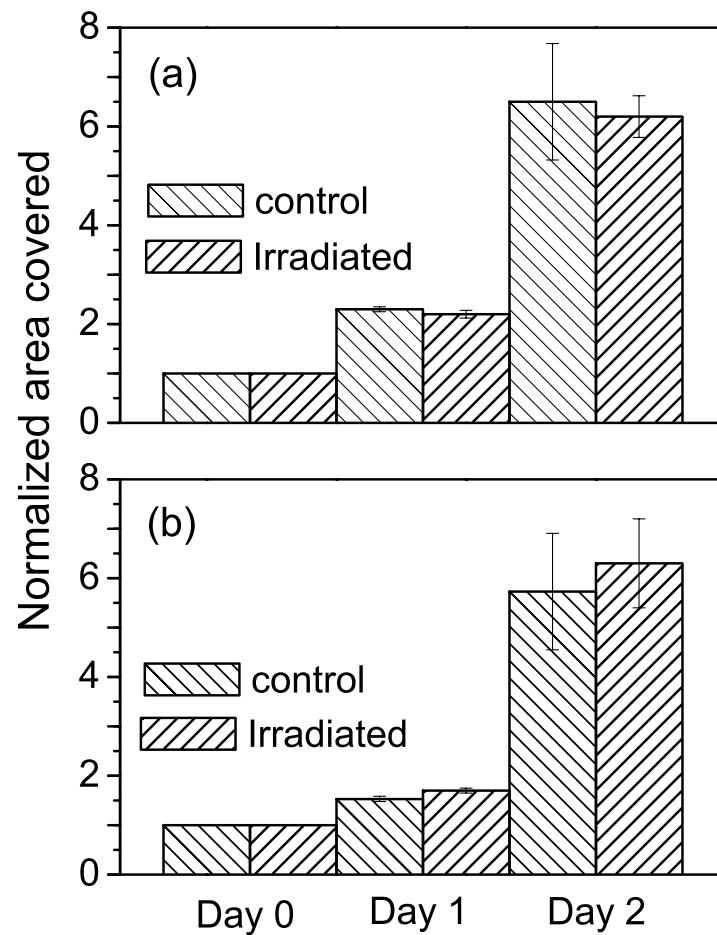 Normalized area covered
8
6
4
2
0
(a)
control
Irradiated
8
6
4
2
0
(b)
control
Irradiated
Day 0 Day 1 Day 2